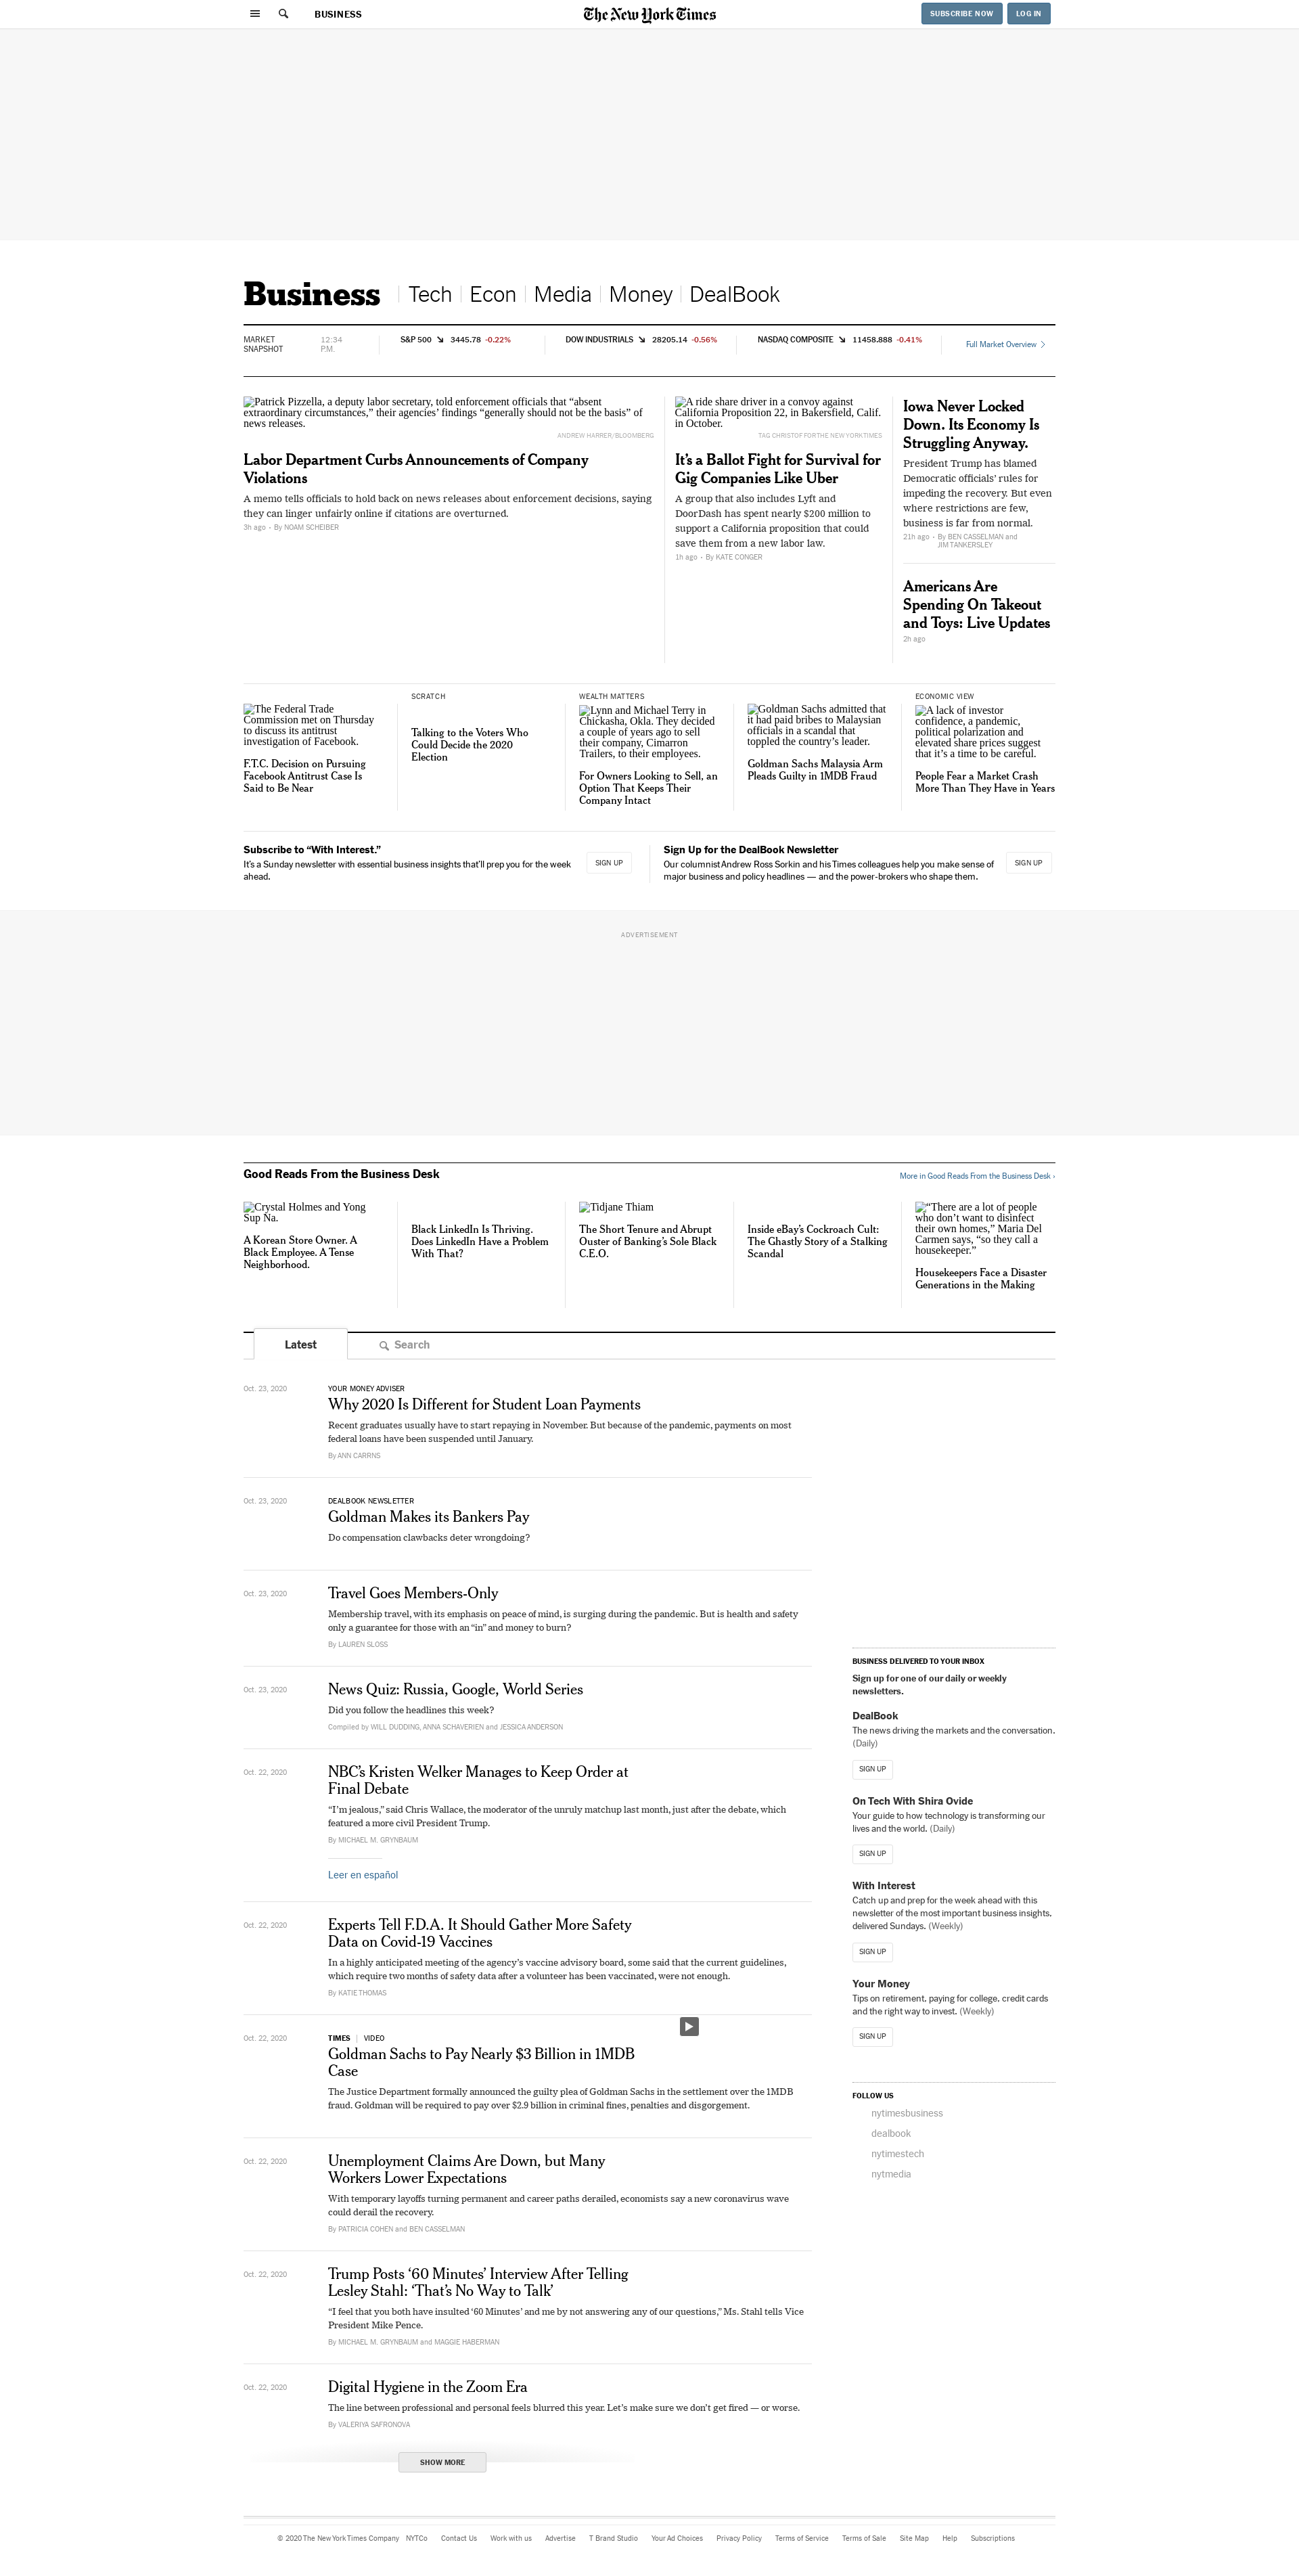 BUSINESS
The New York Times
SUBSCRIBE NOW
LOG IN
Business
Tech
Econ
Media
Money
DealBook
MARKET
SNAPSHOT
12:34
P.M.
S&P 500 3445.78 -0.22%
DOW INDUSTRIALS 28205.14 -0.56%
NASDAQ COMPOSITE 11458.888 -0.41%
Full Market Overview
Patrick Pizzella, a deputy labor secretary, told enforcement officials that “absent
extraordinary circumstances,” their agencies’ findings “generally should not be the basis” of
news releases.
ANDREW HARRER/BLOOMBERG
Labor Department Curbs Announcements of Company
Violations
A memo tells officials to hold back on news releases about enforcement decisions, saying
they can linger unfairly online if citations are overturned.
3h ago • By NOAM SCHEIBER
A ride share driver in a convoy against
California Proposition 22, in Bakersfield, Calif.
in October.
TAG CHRISTOF FOR THE NEW YORK TIMES
It’s a Ballot Fight for Survival for
Gig Companies Like Uber
A group that also includes Lyft and
DoorDash has spent nearly $200 million to
support a California proposition that could
save them from a new labor law.
1h ago • By KATE CONGER
Iowa Never Locked
Down. Its Economy Is
Struggling Anyway.
President Trump has blamed
Democratic officials’ rules for
impeding the recovery. But even
where restrictions are few,
business is far from normal.
21h ago • By BEN CASSELMAN and
JIM TANKERSLEY
Americans Are
Spending On Takeout
and Toys: Live Updates
2h ago
The Federal Trade
Commission met on Thursday
to discuss its antitrust
investigation of Facebook.
F.T.C. Decision on Pursuing
Facebook Antitrust Case Is
Said to Be Near
SCRATCH
Talking to the Voters Who
Could Decide the 2020
Election
WEALTH MATTERS
Lynn and Michael Terry in
Chickasha, Okla. They decided
a couple of years ago to sell
their company, Cimarron
Trailers, to their employees.
For Owners Looking to Sell, an
Option That Keeps Their
Company Intact
Goldman Sachs admitted that
it had paid bribes to Malaysian
officials in a scandal that
toppled the country’s leader.
Goldman Sachs Malaysia Arm
Pleads Guilty in 1MDB Fraud
ECONOMIC VIEW
A lack of investor
confidence, a pandemic,
political polarization and
elevated share prices suggest
that it’s a time to be careful.
People Fear a Market Crash
More Than They Have in Years
Subscribe to “With Interest.”
It’s a Sunday newsletter with essential business insights that’ll prep you for the week
ahead.
SIGN UP
Sign Up for the DealBook Newsletter
Our columnist Andrew Ross Sorkin and his Times colleagues help you make sense of
major business and policy headlines — and the power-brokers who shape them.
SIGN UP
ADVERTISEMENT
Good Reads From the Business Desk
More in Good Reads From the Business Desk ›
Crystal Holmes and Yong
Sup Na.
A Korean Store Owner. A
Black Employee. A Tense
Neighborhood.
Black LinkedIn Is Thriving.
Does LinkedIn Have a Problem
With That?
Tidjane Thiam
The Short Tenure and Abrupt
Ouster of Banking’s Sole Black
C.E.O.
Inside eBay’s Cockroach Cult:
The Ghastly Story of a Stalking
Scandal
“There are a lot of people
who don’t want to disinfect
their own homes,” Maria Del
Carmen says, “so they call a
housekeeper.”
Housekeepers Face a Disaster
Generations in the Making
Latest
Search
Oct. 23, 2020
YOUR MONEY ADVISER
Why 2020 Is Different for Student Loan Payments
Recent graduates usually have to start repaying in November. But because of the pandemic, payments on most
federal loans have been suspended until January.
By ANN CARRNS
Oct. 23, 2020
DEALBOOK NEWSLETTER
Goldman Makes its Bankers Pay
Do compensation clawbacks deter wrongdoing?
Oct. 23, 2020
Travel Goes Members-Only
Membership travel, with its emphasis on peace of mind, is surging during the pandemic. But is health and safety
only a guarantee for those with an “in” and money to burn?
By LAUREN SLOSS
Oct. 23, 2020
News Quiz: Russia, Google, World Series
Did you follow the headlines this week?
Compiled by WILL DUDDING, ANNA SCHAVERIEN and JESSICA ANDERSON
Oct. 22, 2020
NBC’s Kristen Welker Manages to Keep Order at
Final Debate
“I’m jealous,” said Chris Wallace, the moderator of the unruly matchup last month, just after the debate, which
featured a more civil President Trump.
By MICHAEL M. GRYNBAUM
Leer en español
Oct. 22, 2020
Experts Tell F.D.A. It Should Gather More Safety
Data on Covid-19 Vaccines
In a highly anticipated meeting of the agency’s vaccine advisory board, some said that the current guidelines,
which require two months of safety data after a volunteer has been vaccinated, were not enough.
By KATIE THOMAS
Oct. 22, 2020
TIMES | VIDEO
Goldman Sachs to Pay Nearly $3 Billion in 1MDB
Case
The Justice Department formally announced the guilty plea of Goldman Sachs in the settlement over the 1MDB
fraud. Goldman will be required to pay over $2.9 billion in criminal fines, penalties and disgorgement.
Oct. 22, 2020
Unemployment Claims Are Down, but Many
Workers Lower Expectations
With temporary layoffs turning permanent and career paths derailed, economists say a new coronavirus wave
could derail the recovery.
By PATRICIA COHEN and BEN CASSELMAN
Oct. 22, 2020
Trump Posts ‘60 Minutes’ Interview After Telling
Lesley Stahl: ‘That’s No Way to Talk’
“I feel that you both have insulted ‘60 Minutes’ and me by not answering any of our questions,” Ms. Stahl tells Vice
President Mike Pence.
By MICHAEL M. GRYNBAUM and MAGGIE HABERMAN
Oct. 22, 2020
Digital Hygiene in the Zoom Era
The line between professional and personal feels blurred this year. Let’s make sure we don’t get fired — or worse.
By VALERIYA SAFRONOVA
SHOW MORE
BUSINESS DELIVERED TO YOUR INBOX
Sign up for one of our daily or weekly
newsletters.
DealBook
The news driving the markets and the conversation.
(Daily)
SIGN UP
On Tech With Shira Ovide
Your guide to how technology is transforming our
lives and the world. (Daily)
SIGN UP
With Interest
Catch up and prep for the week ahead with this
newsletter of the most important business insights,
delivered Sundays. (Weekly)
SIGN UP
Your Money
Tips on retirement, paying for college, credit cards
and the right way to invest. (Weekly)
SIGN UP
FOLLOW US
nytimesbusiness
dealbook
nytimestech
nytmedia
© 2020 The New York Times Company NYTCo Contact Us Work with us Advertise T Brand Studio Your Ad Choices Privacy Policy Terms of Service Terms of Sale Site Map Help Subscriptions